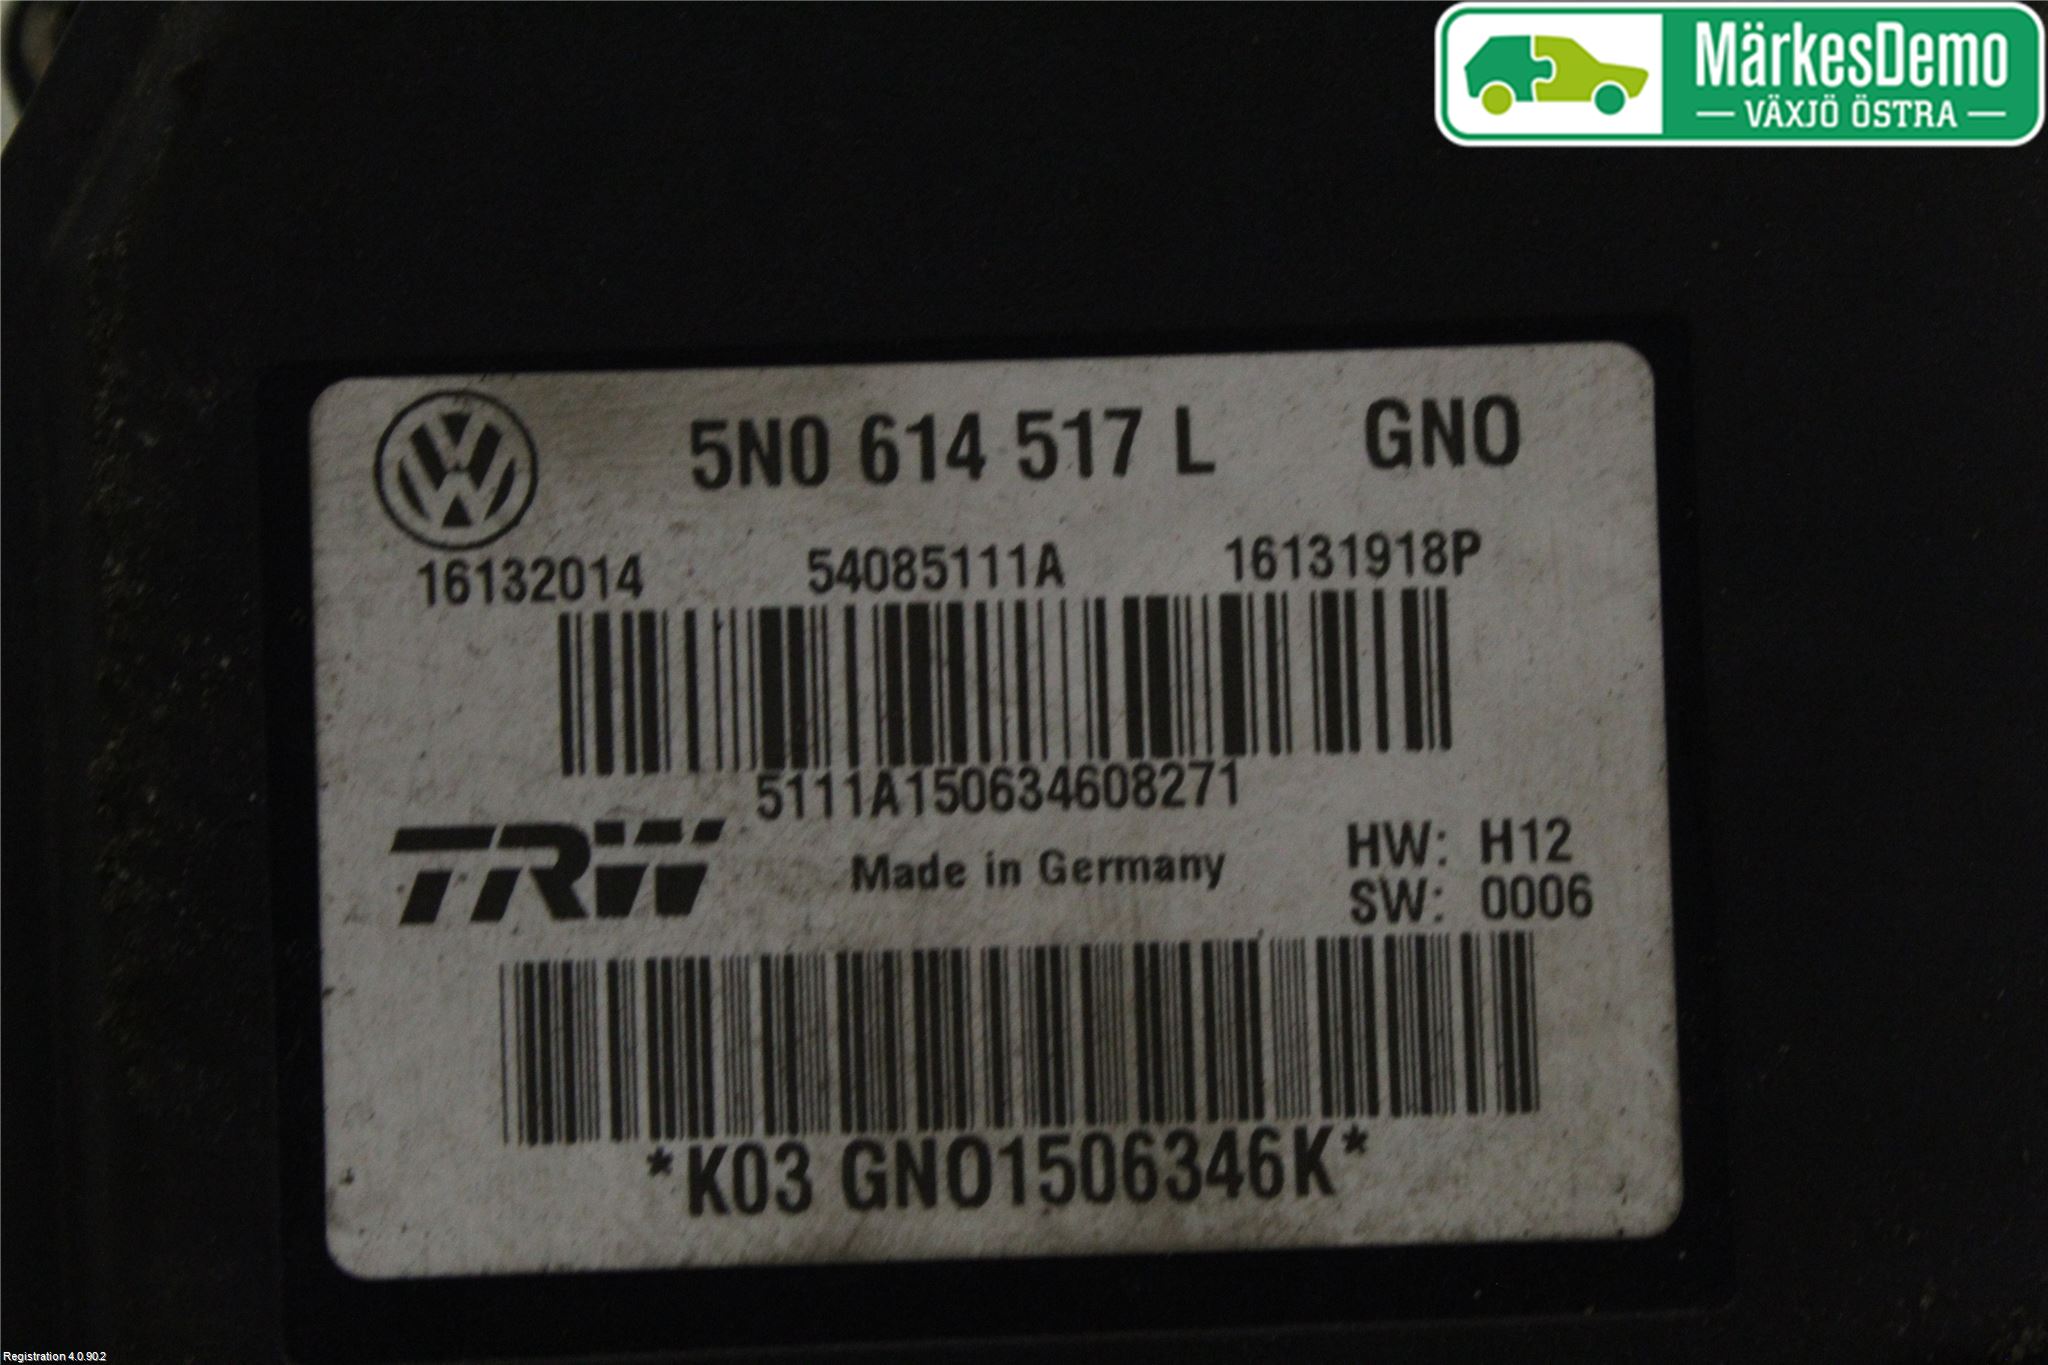 MärkesDemo
VÄXJÖ ÖSTRA
5N0 614 517 L GNO
16132014 54085111A 16131918P
5111A150634608271
TRW Made in Germany HW: H12
SW: 0006
*K03 GNO1506346K*
Registration 4.0.90.2